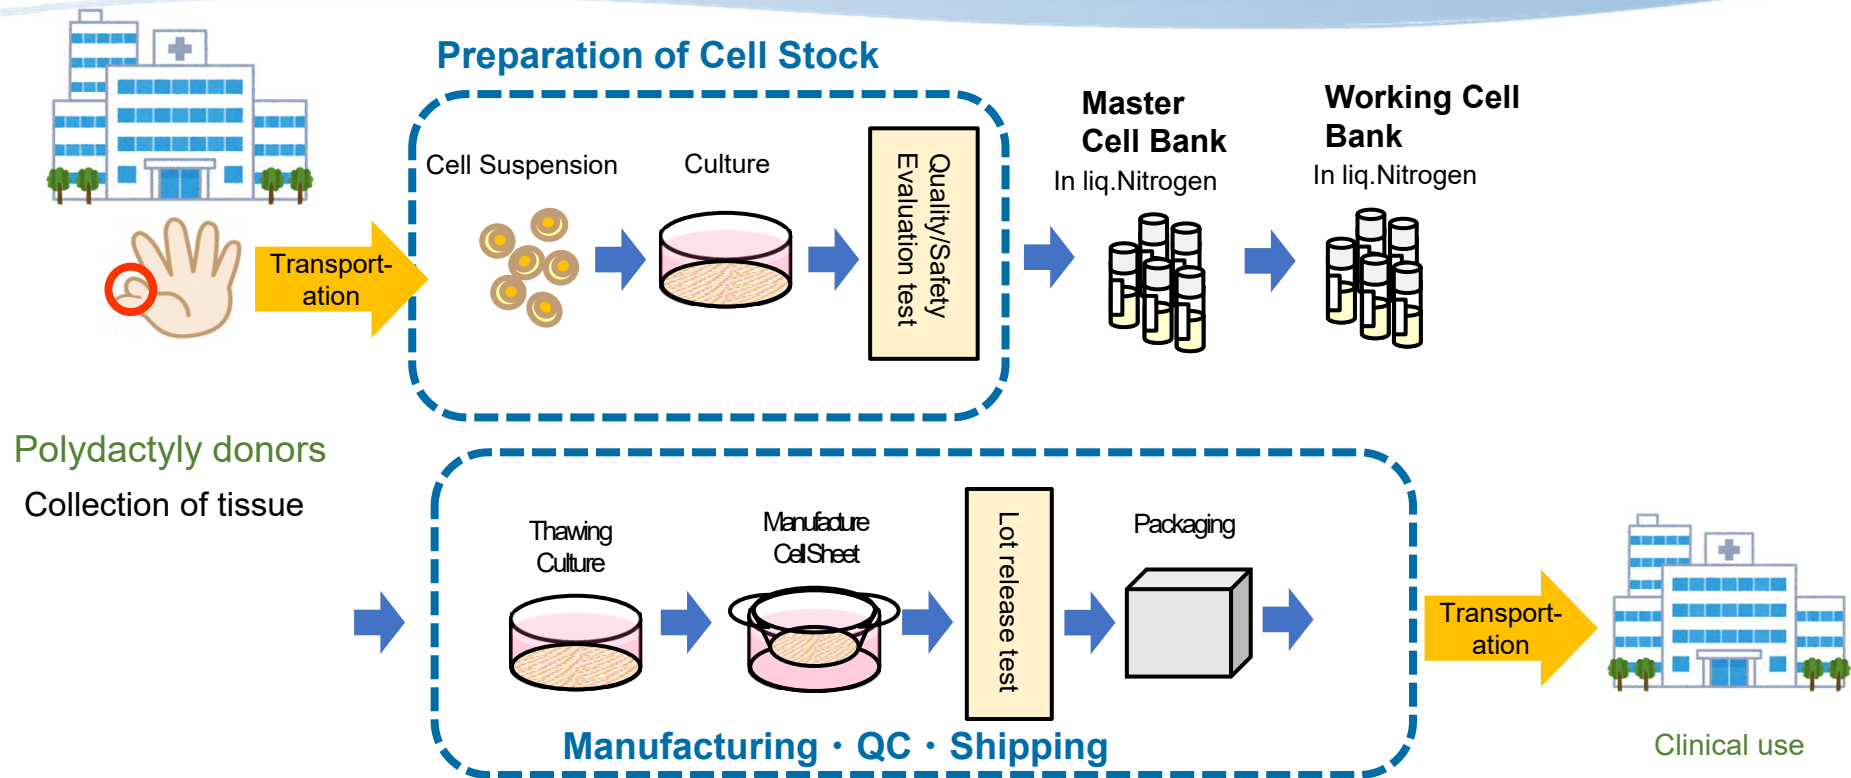 Preparation of Cell Stock
Cell Suspension
Culture
Quality/Safety
Evaluation test
Master
Cell Bank
In liq.Nitrogen
Working Cell
Bank
In liq.Nitrogen
Transport-
ation
Polydactyly donors
Collection of tissue
Thawing
Culture
Manufacture
Cell Sheet
Lot release test
Packaging
Transport-
ation
Manufacturing・QC・Shipping
Clinical use